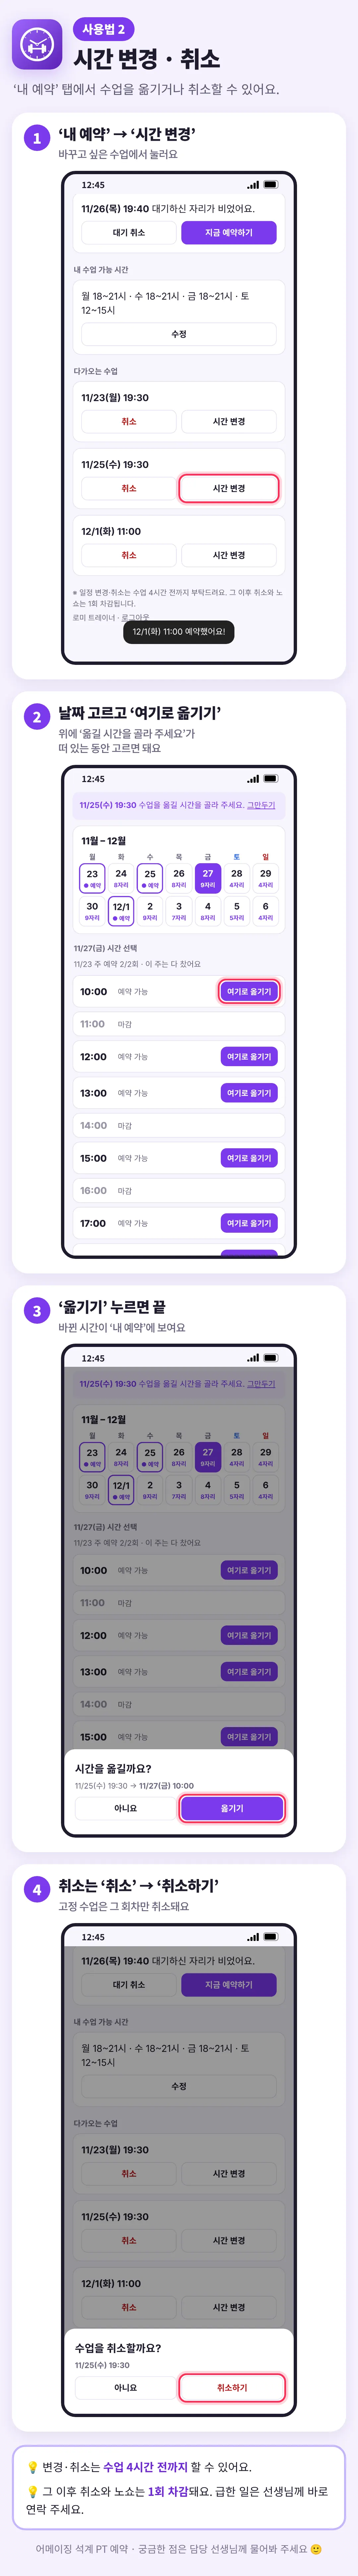 사용법 2
시간 변경 · 취소
‘내 예약’ 탭에서 수업을 옮기거나 취소할 수 있어요.
1
‘내 예약’ → ‘시간 변경’
바꾸고 싶은 수업에서 눌러요
12:45
11/26(목) 19:40 대기하신 자리가 비었어요.
대기 취소 지금 예약하기
내 수업 가능 시간
월 18~21시 · 수 18~21시 · 금 18~21시 · 토
12~15시
수정
다가오는 수업
11/23(월) 19:30
취소 시간 변경
11/25(수) 19:30
취소 시간 변경
12/1(화) 11:00
취소 시간 변경
※ 일정 변경·취소는 수업 4시간 전까지 부탁드려요. 그 이후 취소와 노
쇼는 1회 차감됩니다.
로미 트레이너 · 로그아웃
12/1(화) 11:00 예약했어요!
2
날짜 고르고 ‘여기로 옮기기’
위에 ‘옮길 시간을 골라 주세요’가
떠 있는 동안 고르면 돼요
12:45
11/25(수) 19:30 수업을 옮길 시간을 골라 주세요. 그만두기
11월 – 12월
월 화 수 목 금 토 일
23 24 25 26 27 28 29
● 예약 8자리 ● 예약 8자리 9자리 4자리 4자리
30 12/1 2 3 4 5 6
9자리 ● 예약 9자리 7자리 8자리 5자리 4자리
11/27(금) 시간 선택
11/23 주 예약 2/2회 · 이 주는 다 찼어요
10:00 예약 가능 여기로 옮기기
11:00 마감
12:00 예약 가능 여기로 옮기기
13:00 예약 가능 여기로 옮기기
14:00 마감
15:00 예약 가능 여기로 옮기기
16:00 마감
17:00 예약 가능 여기로 옮기기
3
‘옮기기’ 누르면 끝
바뀐 시간이 ‘내 예약’에 보여요
12:45
11/25(수) 19:30 수업을 옮길 시간을 골라 주세요. 그만두기
11월 – 12월
월 화 수 목 금 토 일
23 24 25 26 27 28 29
● 예약 8자리 ● 예약 8자리 9자리 4자리 4자리
30 12/1 2 3 4 5 6
9자리 ● 예약 9자리 7자리 8자리 5자리 4자리
11/27(금) 시간 선택
11/23 주 예약 2/2회 · 이 주는 다 찼어요
10:00 예약 가능 여기로 옮기기
11:00 마감
12:00 예약 가능 여기로 옮기기
13:00 예약 가능 여기로 옮기기
14:00 마감
15:00 예약 가능 여기로 옮기기
시간을 옮길까요?
11/25(수) 19:30 → 11/27(금) 10:00
아니요 옮기기
4
취소는 ‘취소’ → ‘취소하기’
고정 수업은 그 회차만 취소돼요
12:45
11/26(목) 19:40 대기하신 자리가 비었어요.
대기 취소 지금 예약하기
내 수업 가능 시간
월 18~21시 · 수 18~21시 · 금 18~21시 · 토
12~15시
수정
다가오는 수업
11/23(월) 19:30
취소 시간 변경
11/25(수) 19:30
취소 시간 변경
12/1(화) 11:00
취소 시간 변경
수업을 취소할까요?
11/25(수) 19:30
아니요 취소하기
💡 변경·취소는 수업 4시간 전까지 할 수 있어요.
💡 그 이후 취소와 노쇼는 1회 차감돼요. 급한 일은 선생님께 바로
연락 주세요.
어메이징 석계 PT 예약 · 궁금한 점은 담당 선생님께 물어봐 주세요 🙂